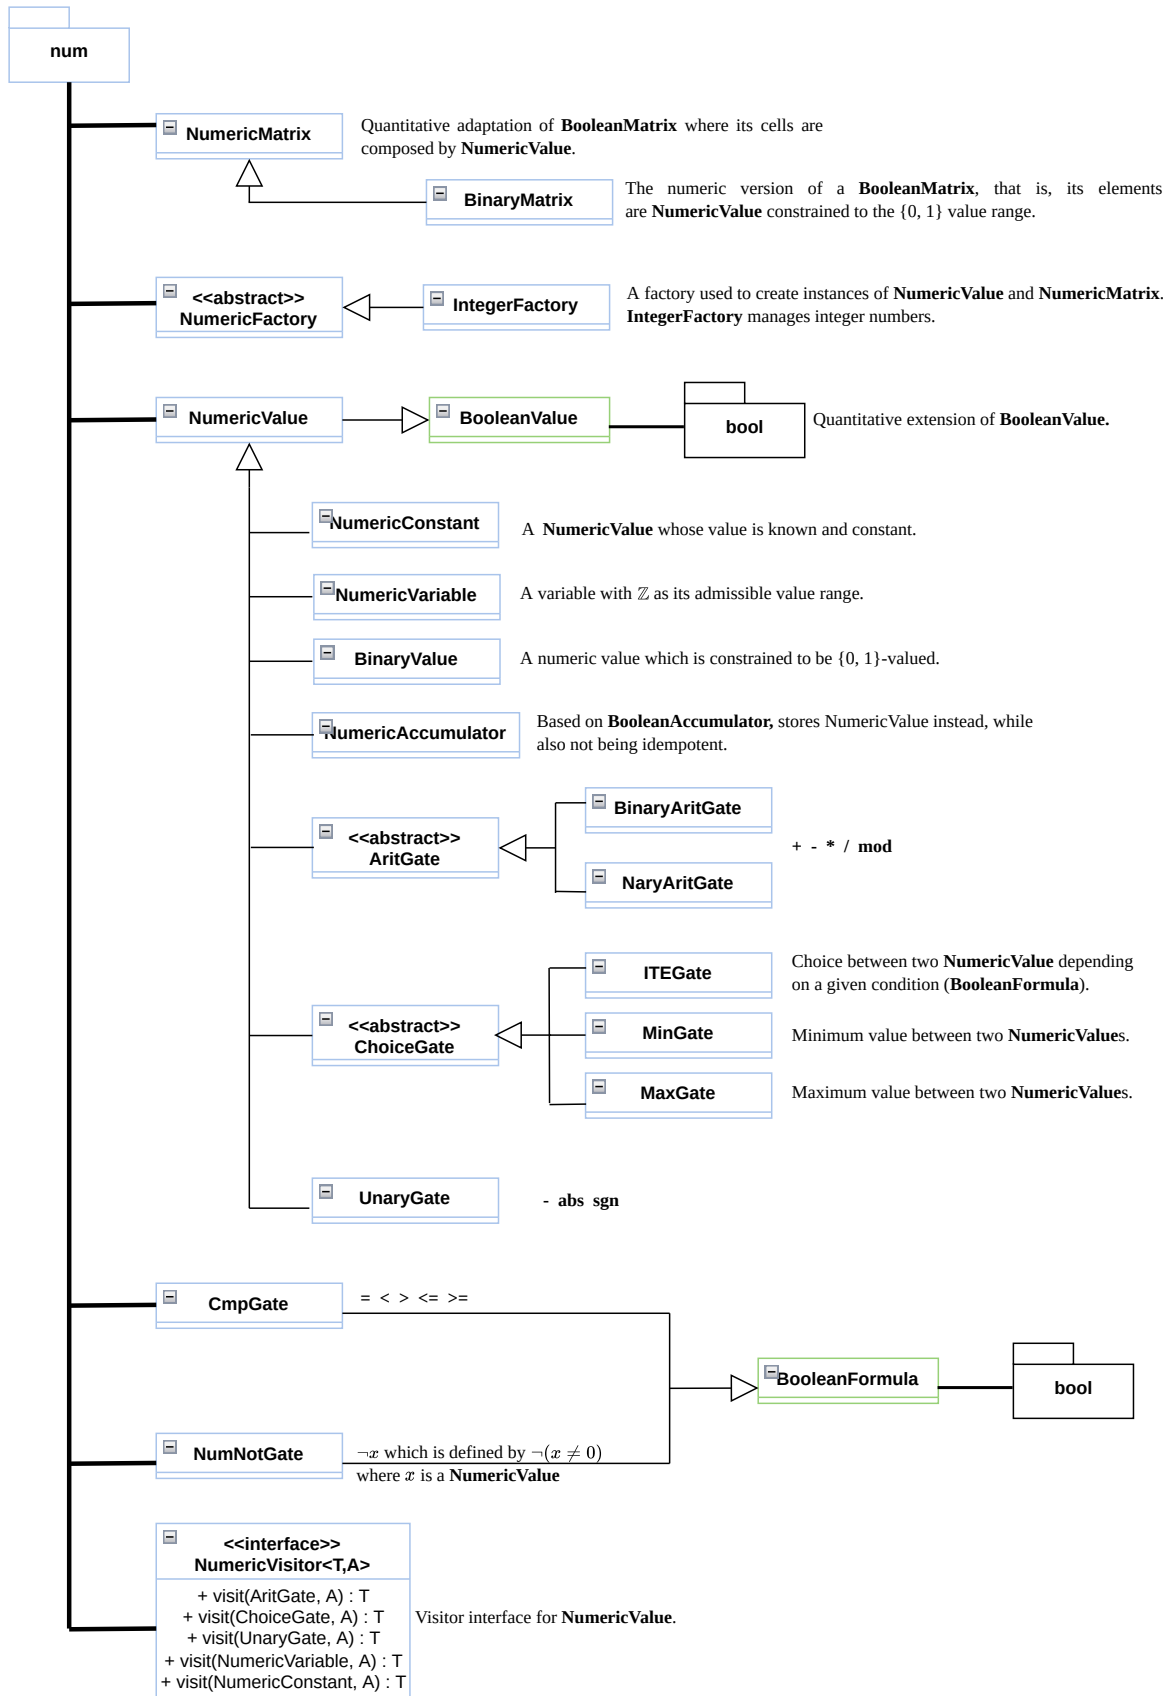 num
NumericMatrix
Quantitative adaptation of BooleanMatrix where its cells are
composed by NumericValue.
BinaryMatrix
The numeric version of a BooleanMatrix, that is, its elements
are NumericValue constrained to the {0, 1} value range.
<<abstract>>
NumericFactory
IntegerFactory
A factory used to create instances of NumericValue and NumericMatrix.
IntegerFactory manages integer numbers.
NumericValue
BooleanValue
bool
Quantitative extension of BooleanValue.
NumericConstant
A NumericValue whose value is known and constant.
NumericVariable
A variable with ℤ as its admissible value range.
BinaryValue
A numeric value which is constrained to be {0, 1}-valued.
NumericAccumulator
Based on BooleanAccumulator, stores NumericValue instead, while
also not being idempotent.
<<abstract>>
AritGate
BinaryAritGate
+ - * / mod
NaryAritGate
<<abstract>>
ChoiceGate
ITEGate
Choice between two NumericValue depending
on a given condition (BooleanFormula).
MinGate
Minimum value between two NumericValues.
MaxGate
Maximum value between two NumericValues.
UnaryGate
- abs sgn
CmpGate
= < > <= >=
BooleanFormula
bool
NumNotGate
¬x which is defined by ¬(x ≠ 0)
where x is a NumericValue
<<interface>>
NumericVisitor<T,A>
+ visit(AritGate, A) : T
+ visit(ChoiceGate, A) : T
+ visit(UnaryGate, A) : T
+ visit(NumericVariable, A) : T
+ visit(NumericConstant, A) : T
Visitor interface for NumericValue.